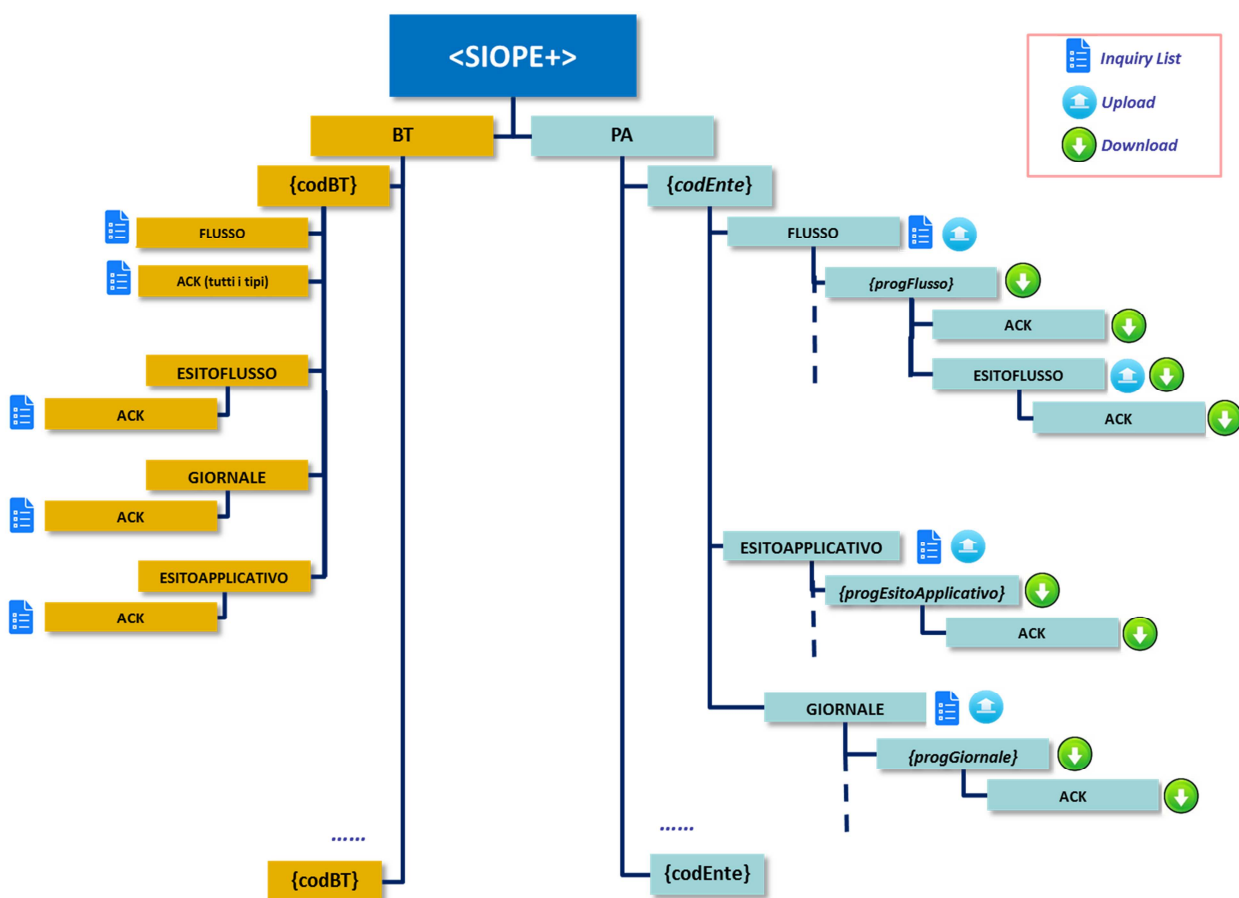 <SIOPE+>
Inquiry List
Upload
Download
BT
PA
{codBT}
{codEnte}
FLUSSO
FLUSSO
ACK (tutti i tipi)
{progFlusso}
ACK
ESITOFLUSSO
ESITOFLUSSO
ACK
ACK
GIORNALE
ACK
ESITOAPPLICATIVO
ESITOAPPLICATIVO
{progEsitoApplicativo}
ACK
ACK
GIORNALE
{progGiornale}
ACK
......
......
{codBT}
{codEnte}